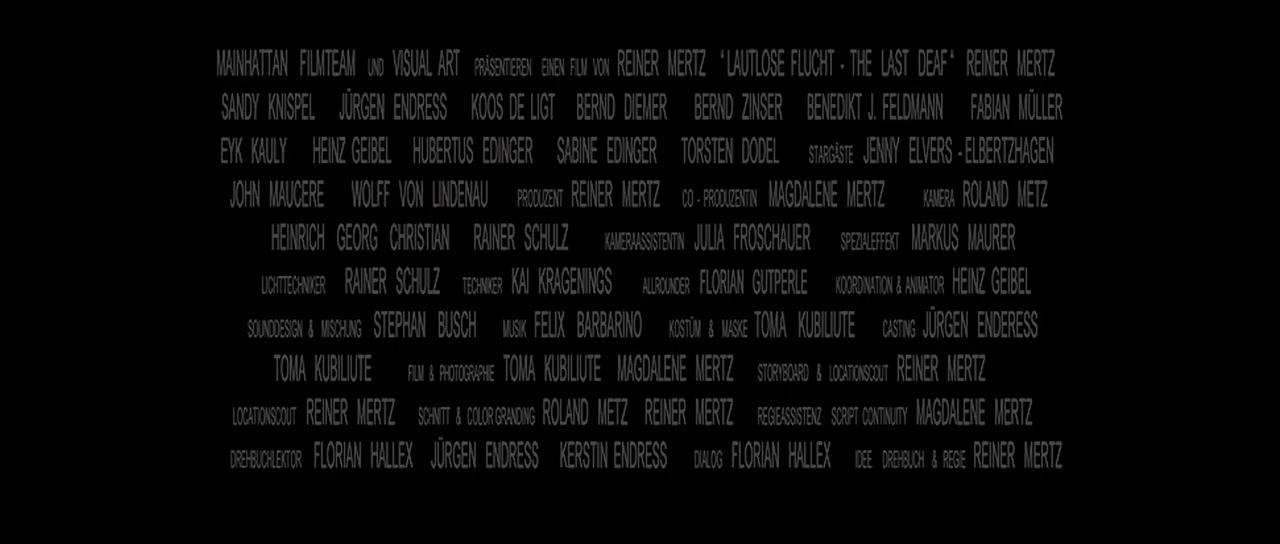 MAINHATTAN FILMTEAM UND VISUAL ART PRÄSENTIEREN EINEN FILM VON REINER MERTZ "LAUTLOSE FLUCHT - THE LAST DEAF" REINER MERTZ
SANDY KNISPEL JÜRGEN ENDRESS KOOS DE LIGT BERND DIEMER BERND ZINSER BENEDIKT J. FELDMANN FABIAN MÜLLER
EYK KAULY HEINZ GEIBEL HUBERTUS EDINGER SABINE EDINGER TORSTEN DODEL STARGÄSTE JENNY ELVERS - ELBERTZHAGEN
JOHN MAUCERE WOLFF VON LINDENAU PRODUZENT REINER MERTZ CO - PRODUZENTIN MAGDALENE MERTZ KAMERA ROLAND METZ
HEINRICH GEORG CHRISTIAN RAINER SCHULZ KAMERAASSISTENTIN JULIA FROSCHAUER SPEZIALEFFEKT MARKUS MAURER
LICHTTECHNIKER RAINER SCHULZ TECHNIKER KAI KRAGENINGS ALLROUNDER FLORIAN GUTPERLE KOORDINATION & ANIMATOR HEINZ GEIBEL
SOUNDDESIGN & MISCHUNG STEPHAN BUSCH MUSIK FELIX BARBARINO KOSTÜM & MASKE TOMA KUBILIUTE CASTING JÜRGEN ENDERESS
TOMA KUBILIUTE FILM & PHOTOGRAPHIE TOMA KUBILIUTE MAGDALENE MERTZ STORYBOARD & LOCATIONSCOUT REINER MERTZ
LOCATIONSCOUT REINER MERTZ SCHNITT & COLOR GRANDING ROLAND METZ REINER MERTZ REGIEASSISTENZ SCRIPT CONTINUITY MAGDALENE MERTZ
DREHBUCHLEKTOR FLORIAN HALLEX JÜRGEN ENDRESS KERSTIN ENDRESS DIALOG FLORIAN HALLEX IDEE DREHBUCH & REGIE REINER MERTZ